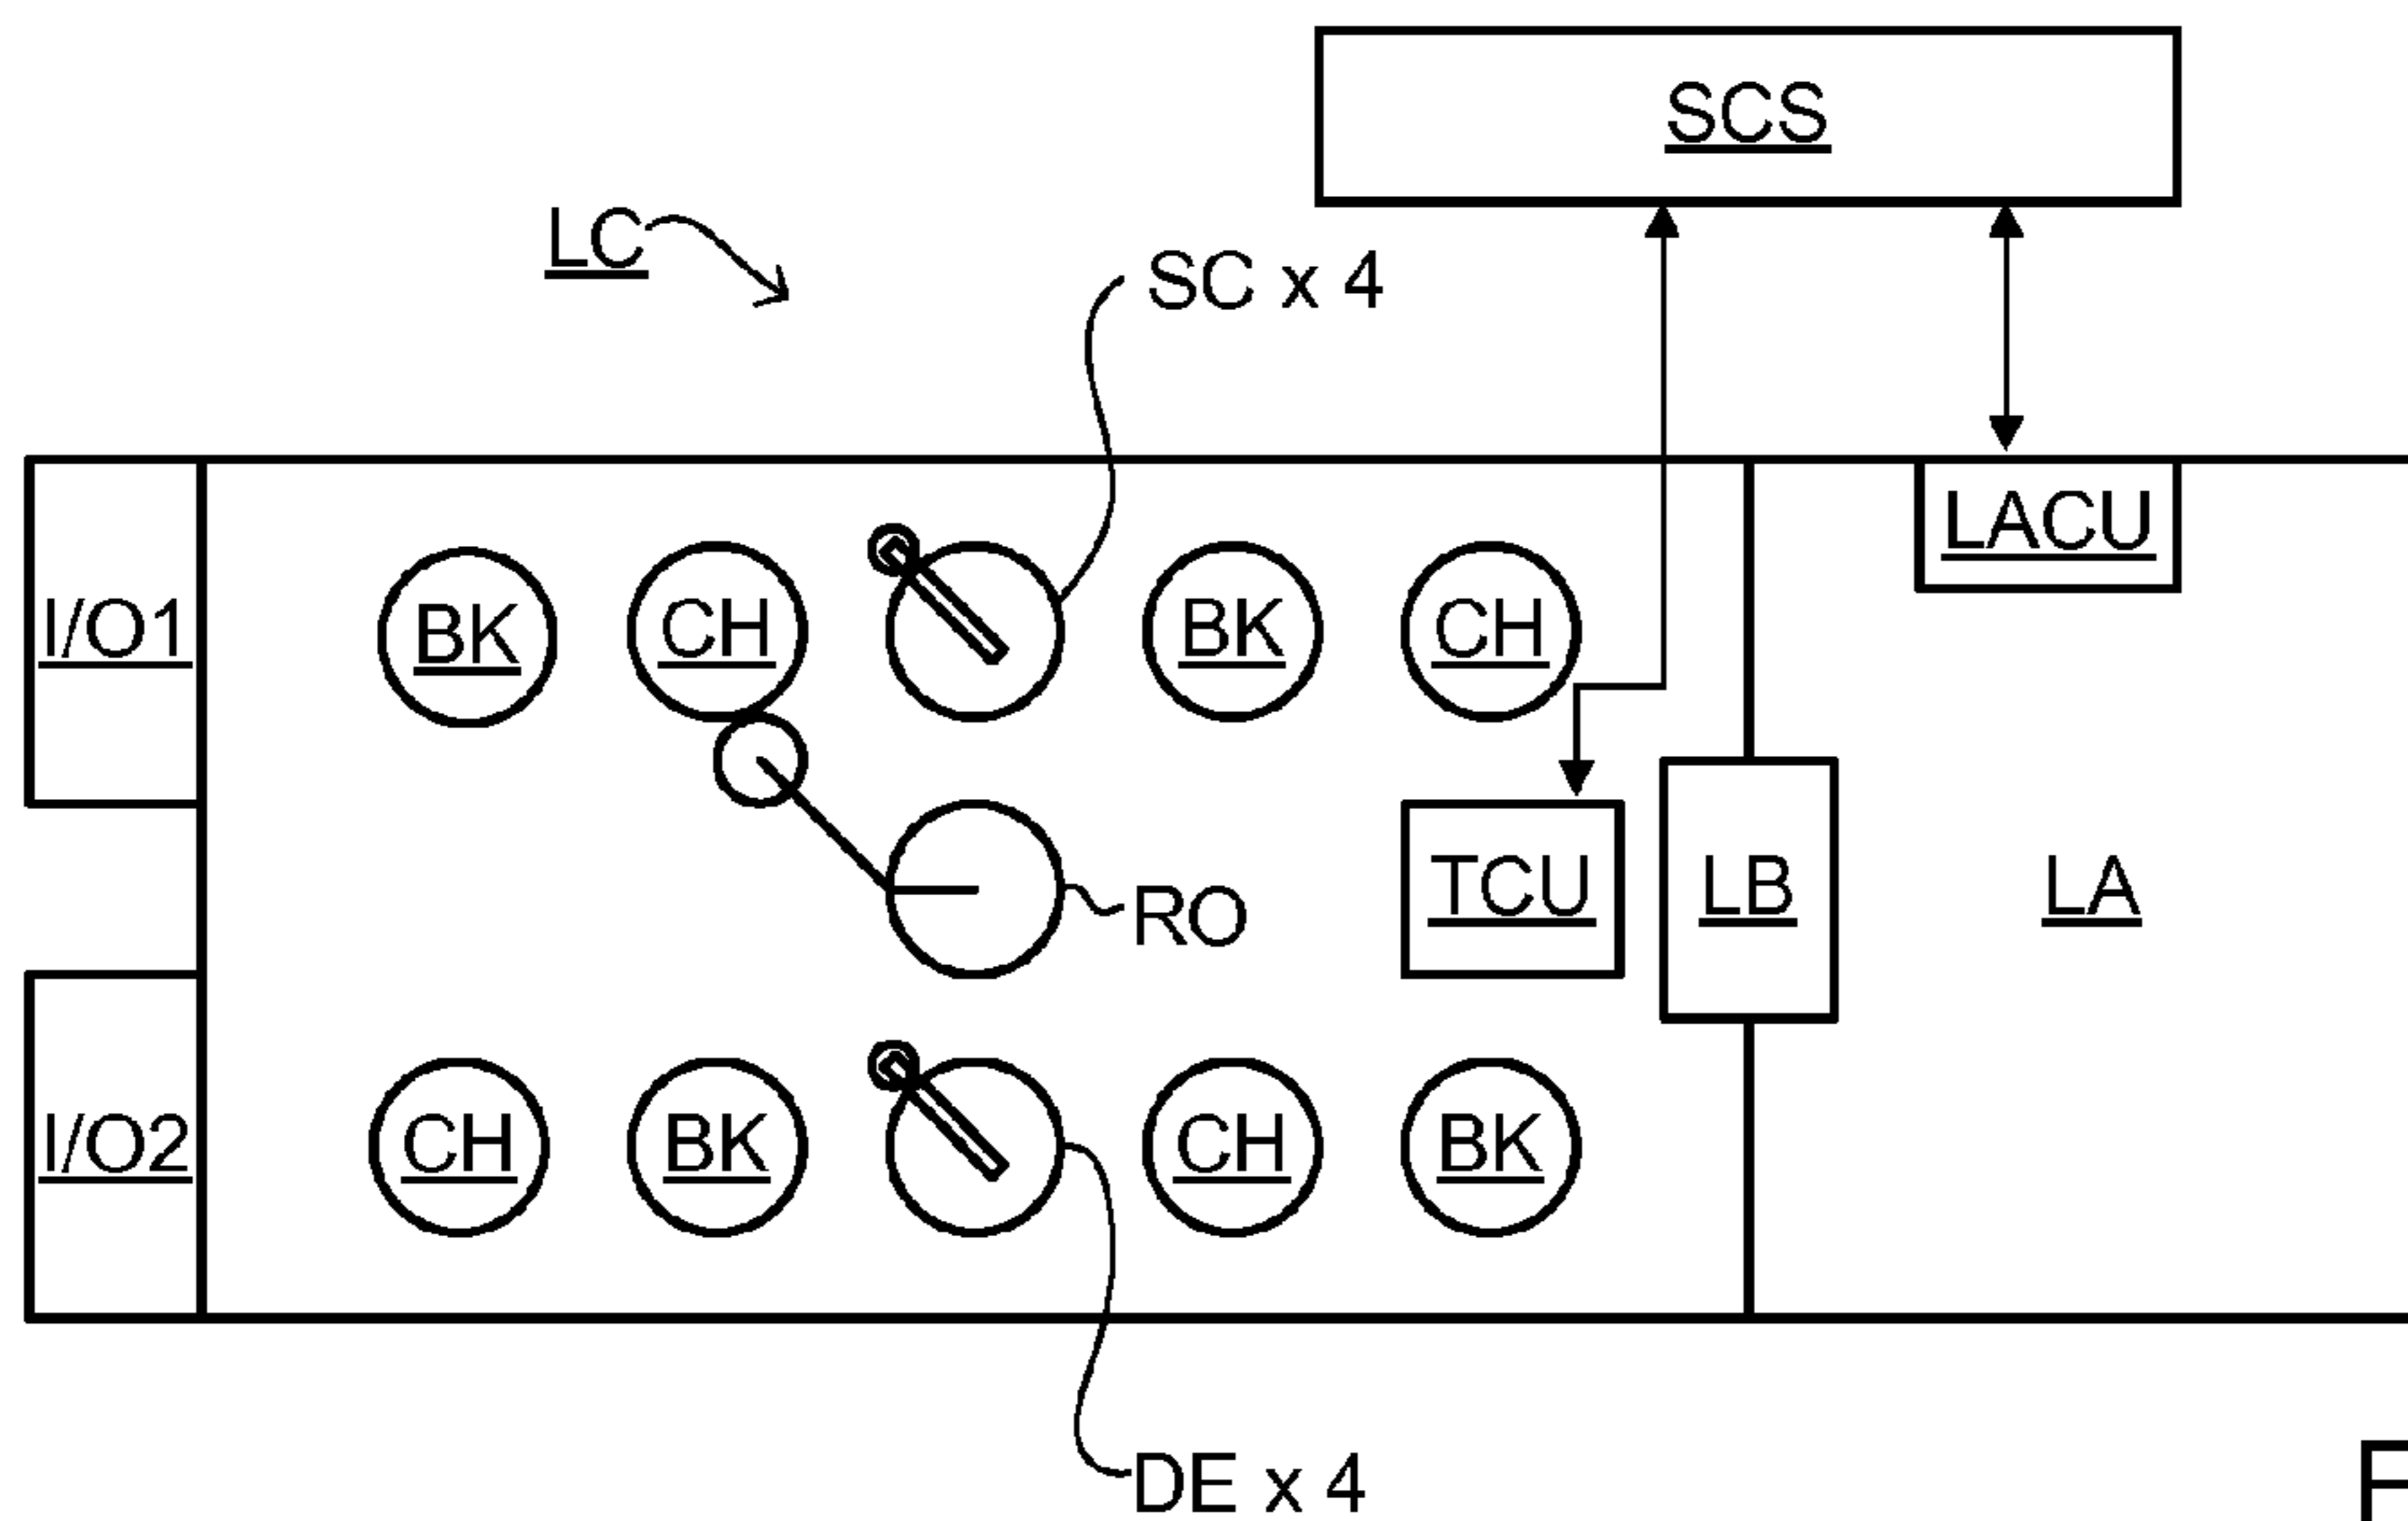 SCS
LC
SC x 4
LACU
I/O1
BK
CH
BK
CH
RO
TCU
LB
LA
I/O2
CH
BK
CH
BK
DE x 4
F